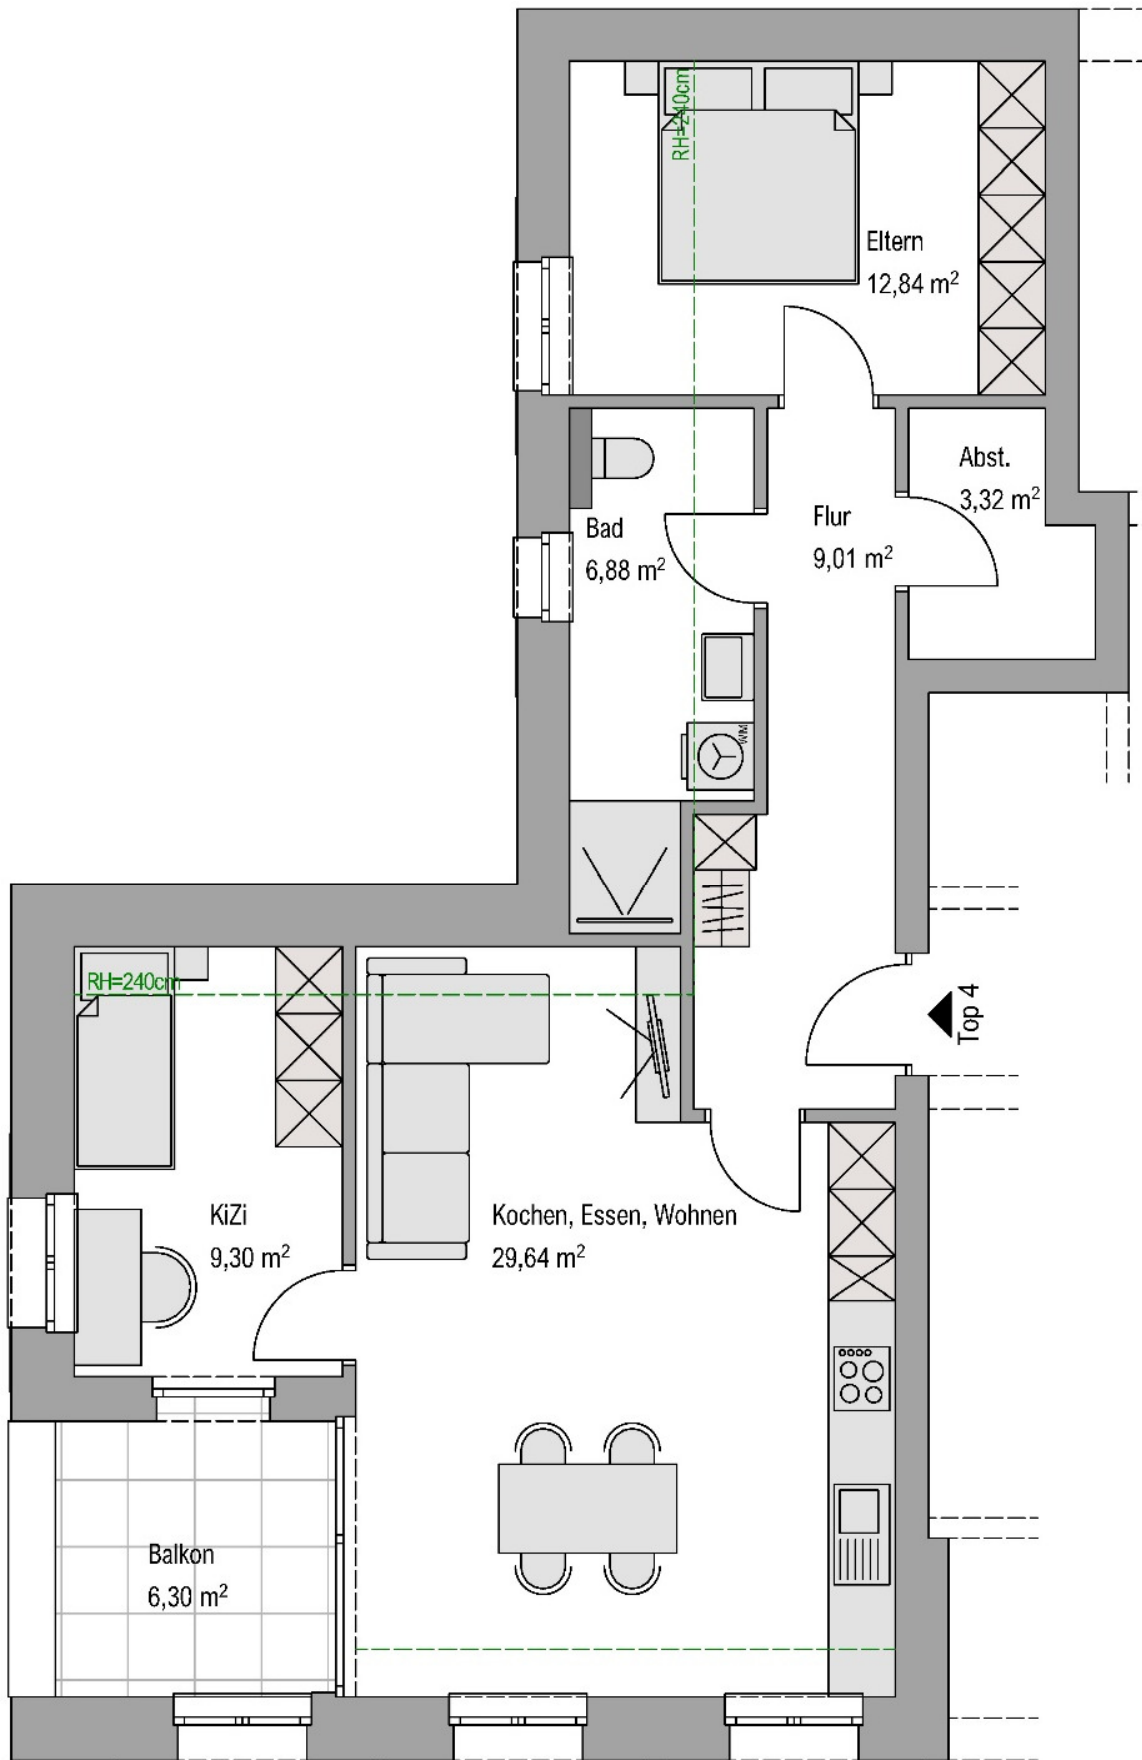 RH=240cm
Eltern
12,84 m²
Abst.
3,32 m²
Flur
9,01 m²
Bad
6,88 m²
WM
RH=240cm
Top 4
KiZi
9,30 m²
Kochen, Essen, Wohnen
29,64 m²
Balkon
6,30 m²